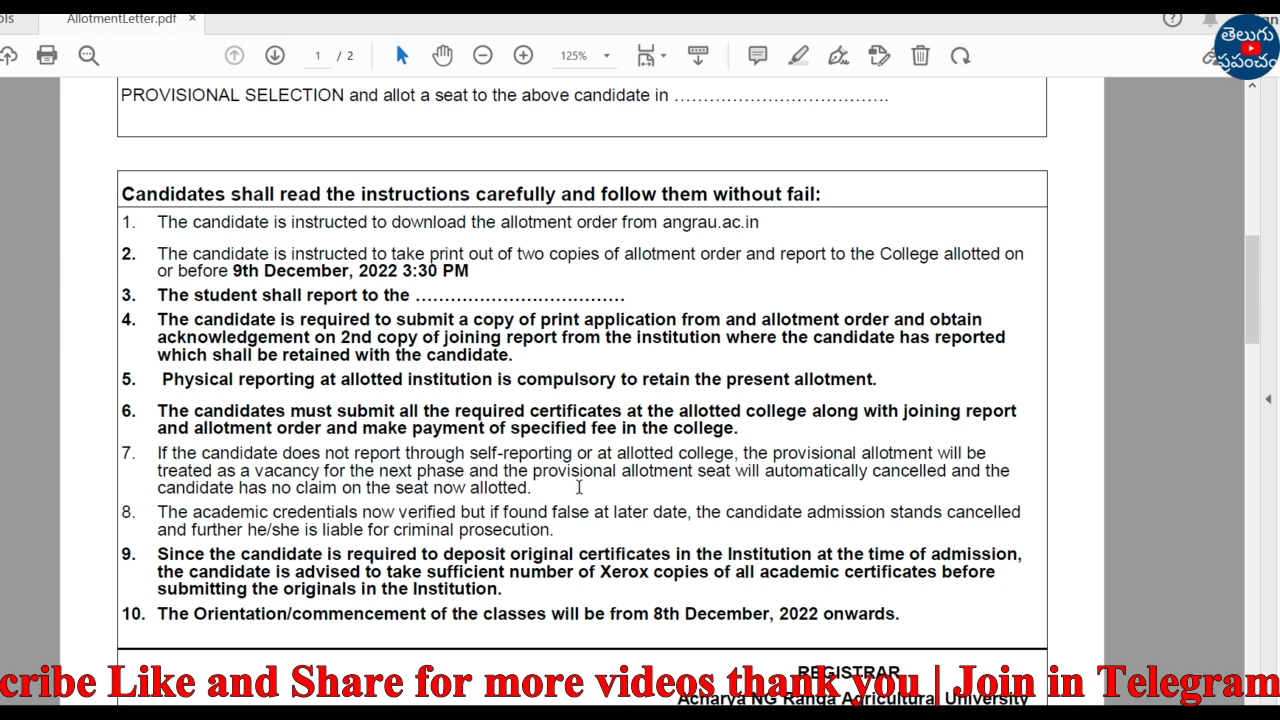 AllotmentLetter.pdf ×
1 / 2
125%
తెలుగు
ప్రపంచం
PROVISIONAL SELECTION and allot a seat to the above candidate in ……………………………….
Candidates shall read the instructions carefully and follow them without fail:
1. The candidate is instructed to download the allotment order from angrau.ac.in
2. The candidate is instructed to take print out of two copies of allotment order and report to the College allotted on
or before 9th December, 2022 3:30 PM
3. The student shall report to the ………………………………
4. The candidate is required to submit a copy of print application from and allotment order and obtain
acknowledgement on 2nd copy of joining report from the institution where the candidate has reported
which shall be retained with the candidate.
5. Physical reporting at allotted institution is compulsory to retain the present allotment.
6. The candidates must submit all the required certificates at the allotted college along with joining report
and allotment order and make payment of specified fee in the college.
7. If the candidate does not report through self-reporting or at allotted college, the provisional allotment will be
treated as a vacancy for the next phase and the provisional allotment seat will automatically cancelled and the
candidate has no claim on the seat now allotted.
8. The academic credentials now verified but if found false at later date, the candidate admission stands cancelled
and further he/she is liable for criminal prosecution.
9. Since the candidate is required to deposit original certificates in the Institution at the time of admission,
the candidate is advised to take sufficient number of Xerox copies of all academic certificates before
submitting the originals in the Institution.
10. The Orientation/commencement of the classes will be from 8th December, 2022 onwards.
REGISTRAR
cribe Like and Share for more videos thank you | Join in Telegram
Acharya NG Ranga Agricultural University